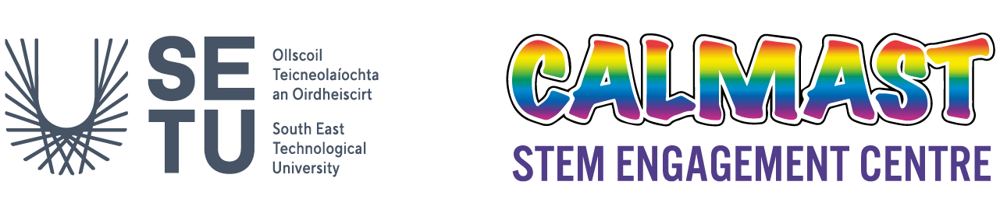 SE
TU
Ollscoil
Teicneolaíochta
an Oirdheiscirt
South East
Technological
University
CALMAST
STEM ENGAGEMENT CENTRE